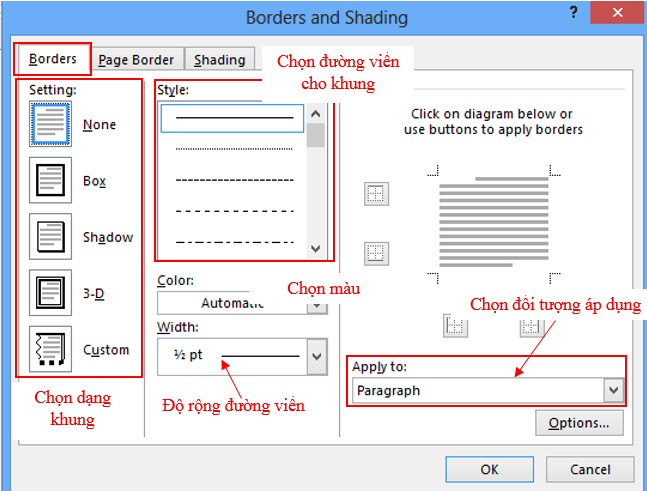 Borders and Shading
?
Borders
Page Border
Shading
Chọn đường viền
cho khung
Setting:
None
Box
Shadow
3-D
Custom
Chọn dạng
khung
Style:
Color:
Chọn màu
Automatic
Width:
½ pt
Độ rộng đường viền
Click on diagram below or
use buttons to apply borders
Chọn đối tượng áp dụng
Apply to:
Paragraph
Options...
OK
Cancel